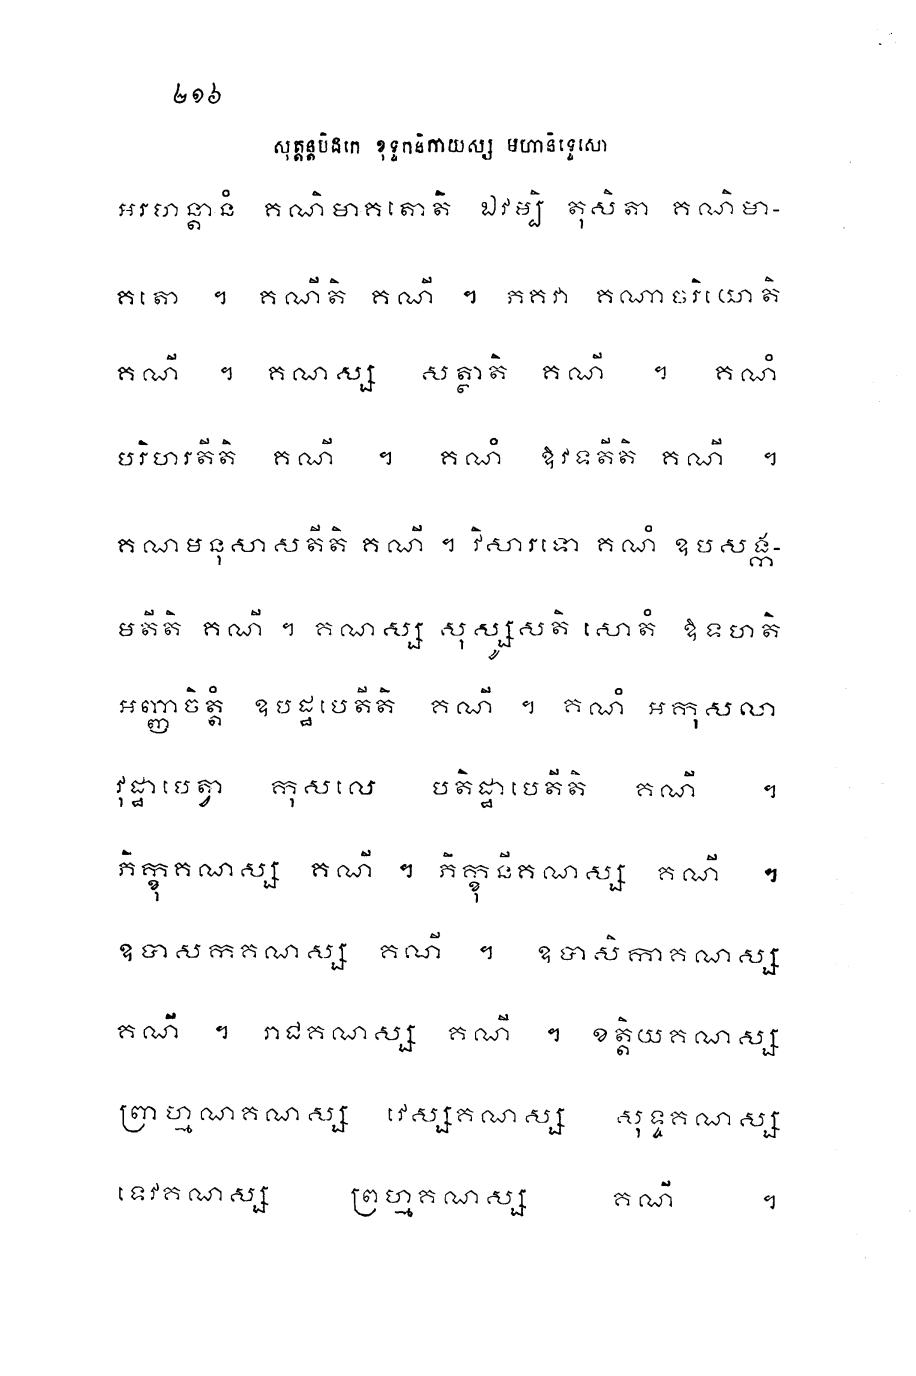 ២១៦
សុត្តន្តបិដកេ ខុទ្ទកនិកាយស្ស មហានិទ្ទេសោ
អរហន្តានំ គណិមាគតោតិ ឯវម្បិ តុសិតា គណិមា-
គតោ ។ គណីតិ គណី ។ ភគវា គណាចរិយោតិ
គណី ។ គណស្ស សត្ថាតិ គណី ។ គណំ
បរិហរតីតិ គណី ។ គណំ ឱវទតីតិ គណី ។
គណមនុសាសតីតិ គណី ។ វិសារទោ គណំ ឧបសង្ក-
មតីតិ គណី ។ គណស្ស សុស្សូសតិ សោតំ ឱទហតិ
អញ្ញាចិត្តំ ឧបដ្ឋបេតីតិ គណី ។ គណំ អកុសលា
វុដ្ឋាបេត្វា កុសលេ បតិដ្ឋាបេតីតិ គណី ។
ភិក្ខុគណស្ស គណី ។ ភិក្ខុនីគណស្ស គណី ។
ឧបាសកគណស្ស គណី ។ ឧបាសិកាគណស្ស
គណី ។ រាជគណស្ស គណី ។ ខត្តិយគណស្ស
ព្រាហ្មណគណស្ស វេស្សគណស្ស សុទ្ទគណស្ស
ទេវគណស្ស ព្រហ្មគណស្ស គណី ។